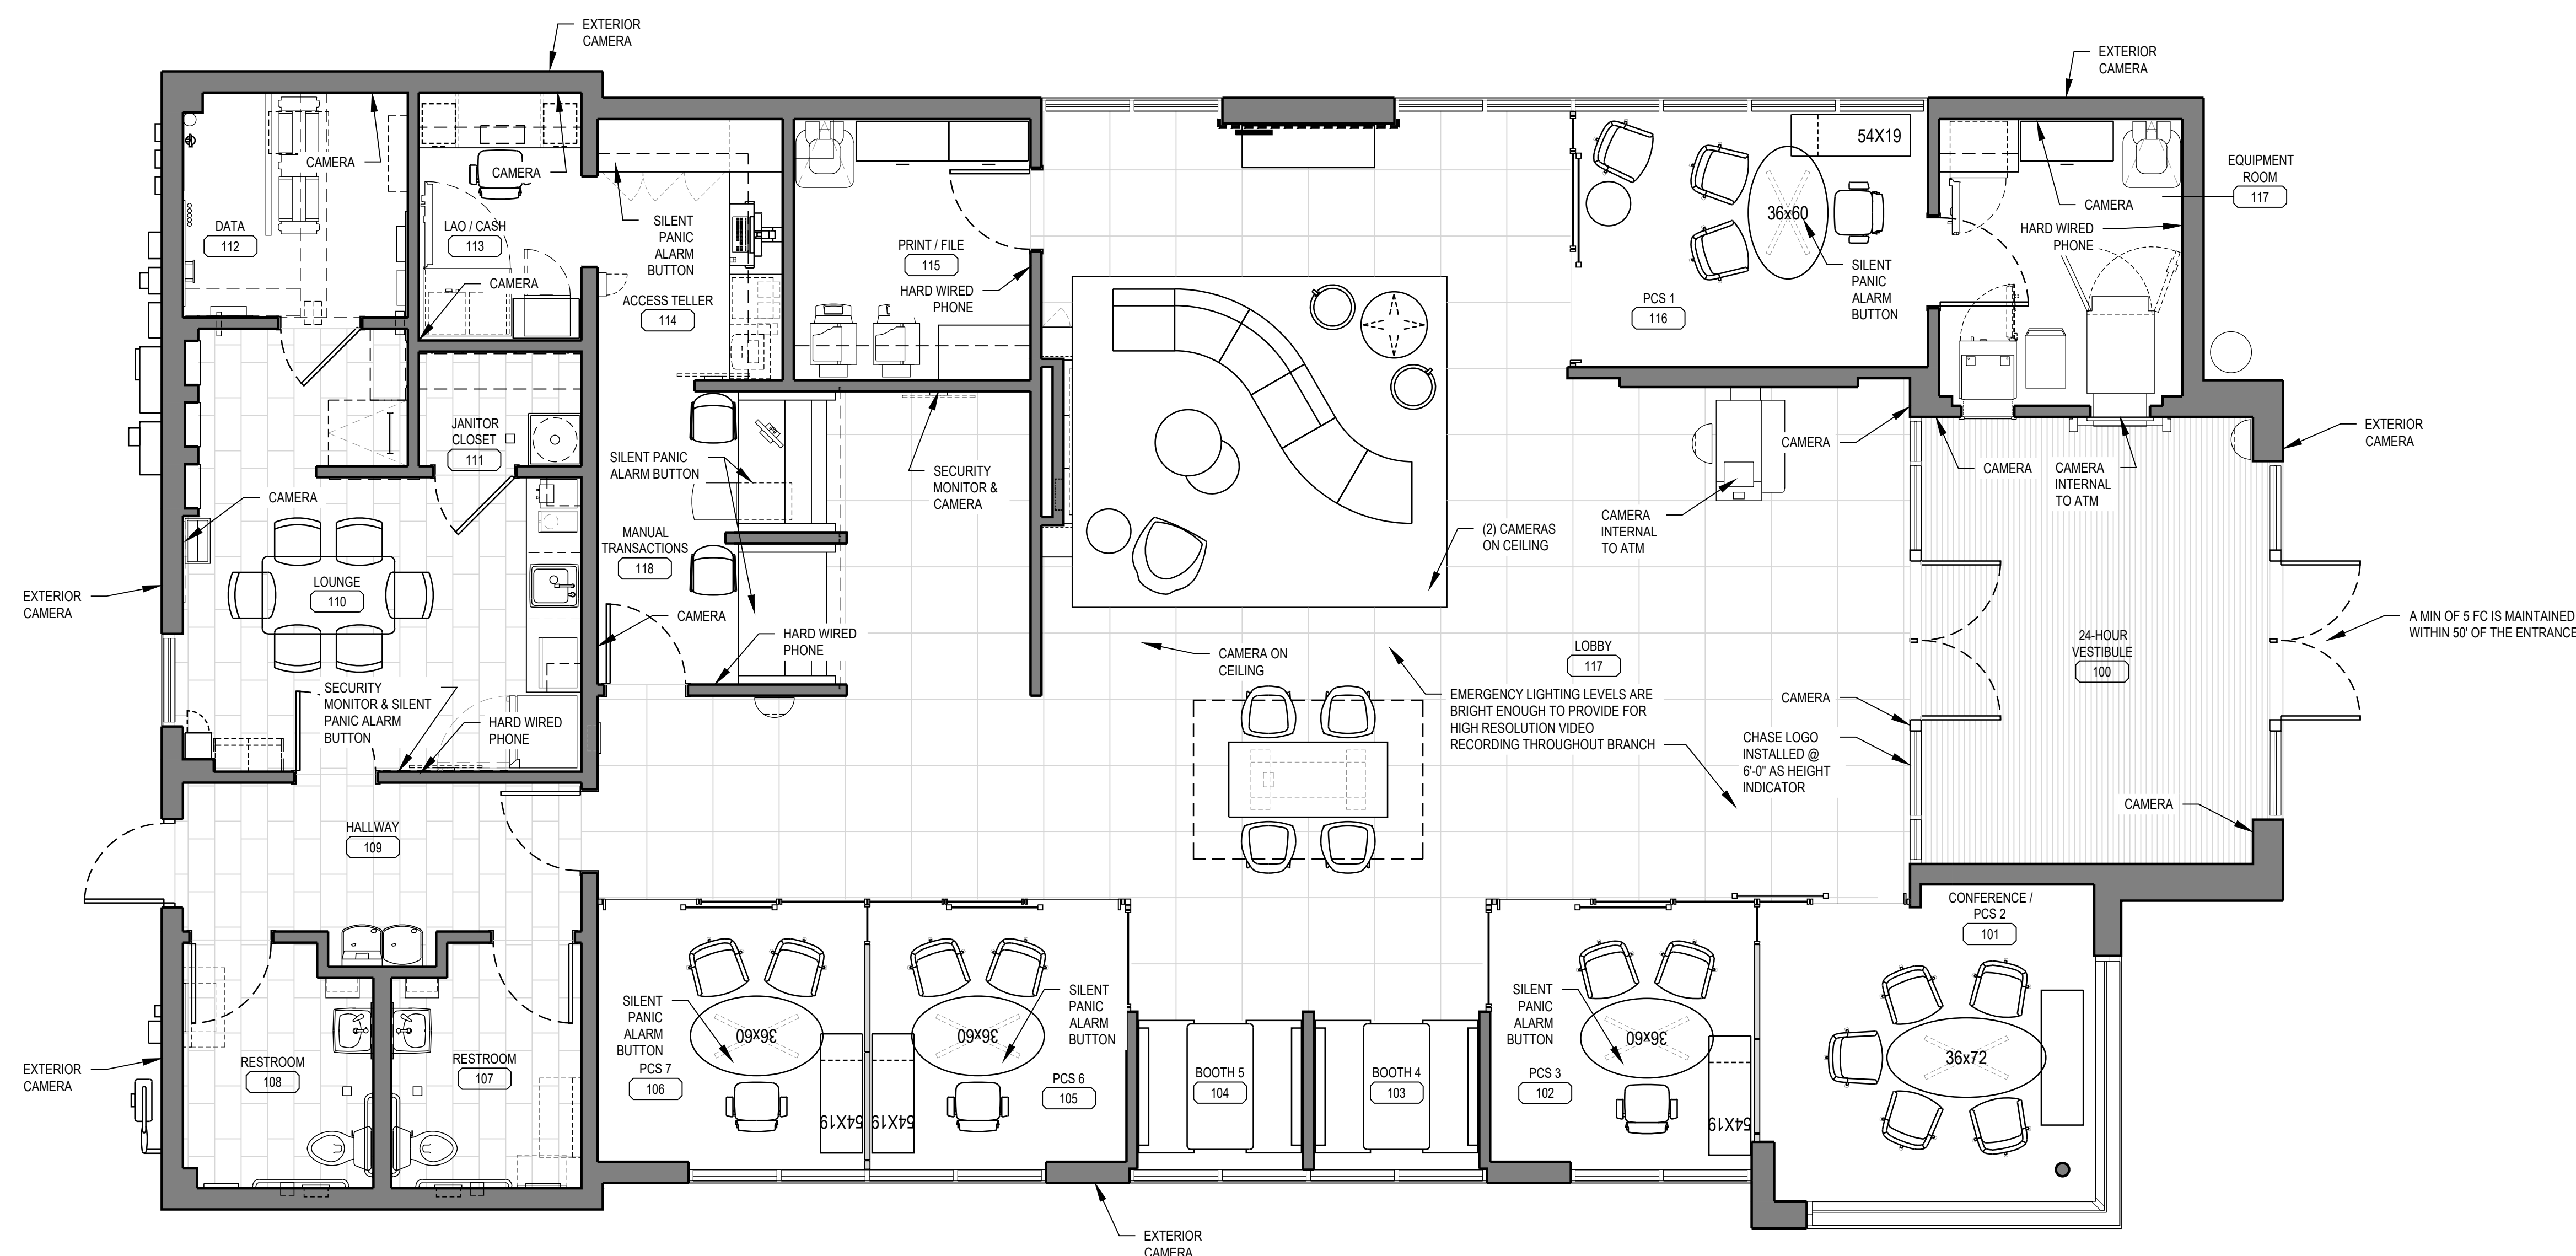 EXTERIOR
CAMERA
EXTERIOR
CAMERA
CAMERA
CAMERA
DATA
112
LAO / CASH
113
CAMERA
SILENT
PANIC
ALARM
BUTTON
ACCESS TELLER
114
PRINT / FILE
115
HARD WIRED
PHONE
54X19
36x60
SILENT
PANIC
ALARM
BUTTON
PCS 1
116
EQUIPMENT
ROOM
117
CAMERA
HARD WIRED
PHONE
JANITOR
CLOSET
111
SILENT PANIC
ALARM BUTTON
SECURITY
MONITOR &
CAMERA
CAMERA
CAMERA
CAMERA
INTERNAL
TO ATM
EXTERIOR
CAMERA
CAMERA
MANUAL
TRANSACTIONS
118
(2) CAMERAS
ON CEILING
CAMERA
INTERNAL
TO ATM
EXTERIOR
CAMERA
LOUNGE
110
CAMERA
HARD WIRED
PHONE
CAMERA ON
CEILING
LOBBY
117
24-HOUR
VESTIBULE
100
A MIN OF 5 FC IS MAINTAINED
WITHIN 50' OF THE ENTRANCE
SECURITY
MONITOR & SILENT
PANIC ALARM
BUTTON
HARD WIRED
PHONE
EMERGENCY LIGHTING LEVELS ARE
BRIGHT ENOUGH TO PROVIDE FOR
HIGH RESOLUTION VIDEO
RECORDING THROUGHOUT BRANCH
CAMERA
CHASE LOGO
INSTALLED @
6'-0" AS HEIGHT
INDICATOR
CAMERA
HALLWAY
109
CONFERENCE /
PCS 2
101
SILENT
PANIC
ALARM
BUTTON
36x60
36x60
SILENT
PANIC
ALARM
BUTTON
SILENT
PANIC
ALARM
BUTTON
36x60
36x72
EXTERIOR
CAMERA
RESTROOM
108
RESTROOM
107
PCS 7
106
PCS 6
105
BOOTH 5
104
BOOTH 4
103
PCS 3
102
54X19
54X19
54X19
EXTERIOR
CAMERA